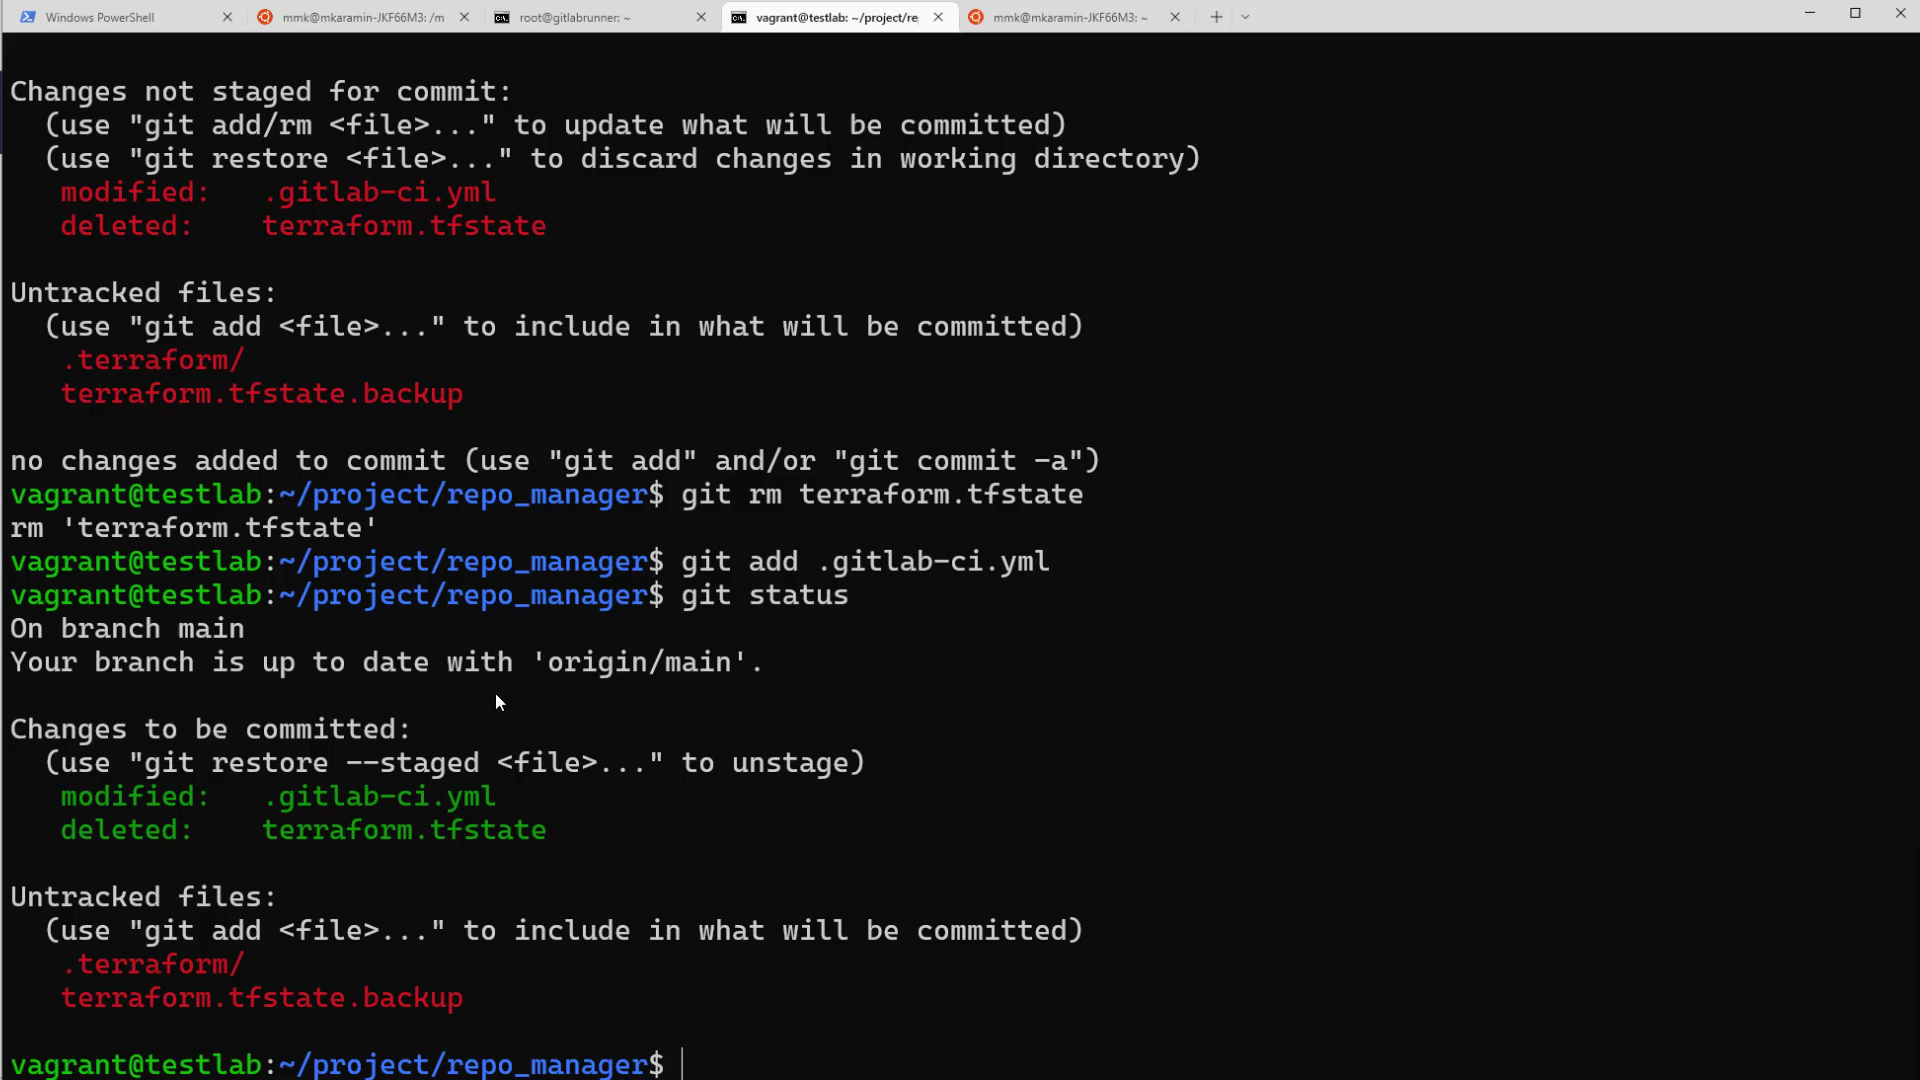 Windows PowerShell
mmk@mkaramin-JKF66M3: /m
root@gitlabrunner: ~
vagrant@testlab: ~/project/re
mmk@mkaramin-JKF66M3: ~
Changes not staged for commit:
(use "git add/rm <file>..." to update what will be committed)
(use "git restore <file>..." to discard changes in working directory)
modified: .gitlab-ci.yml
deleted: terraform.tfstate
Untracked files:
(use "git add <file>..." to include in what will be committed)
.terraform/
terraform.tfstate.backup
no changes added to commit (use "git add" and/or "git commit -a")
vagrant@testlab:~/project/repo_manager$ git rm terraform.tfstate
rm 'terraform.tfstate'
vagrant@testlab:~/project/repo_manager$ git add .gitlab-ci.yml
vagrant@testlab:~/project/repo_manager$ git status
On branch main
Your branch is up to date with 'origin/main'.
Changes to be committed:
(use "git restore --staged <file>..." to unstage)
modified: .gitlab-ci.yml
deleted: terraform.tfstate
Untracked files:
(use "git add <file>..." to include in what will be committed)
.terraform/
terraform.tfstate.backup
vagrant@testlab:~/project/repo_manager$